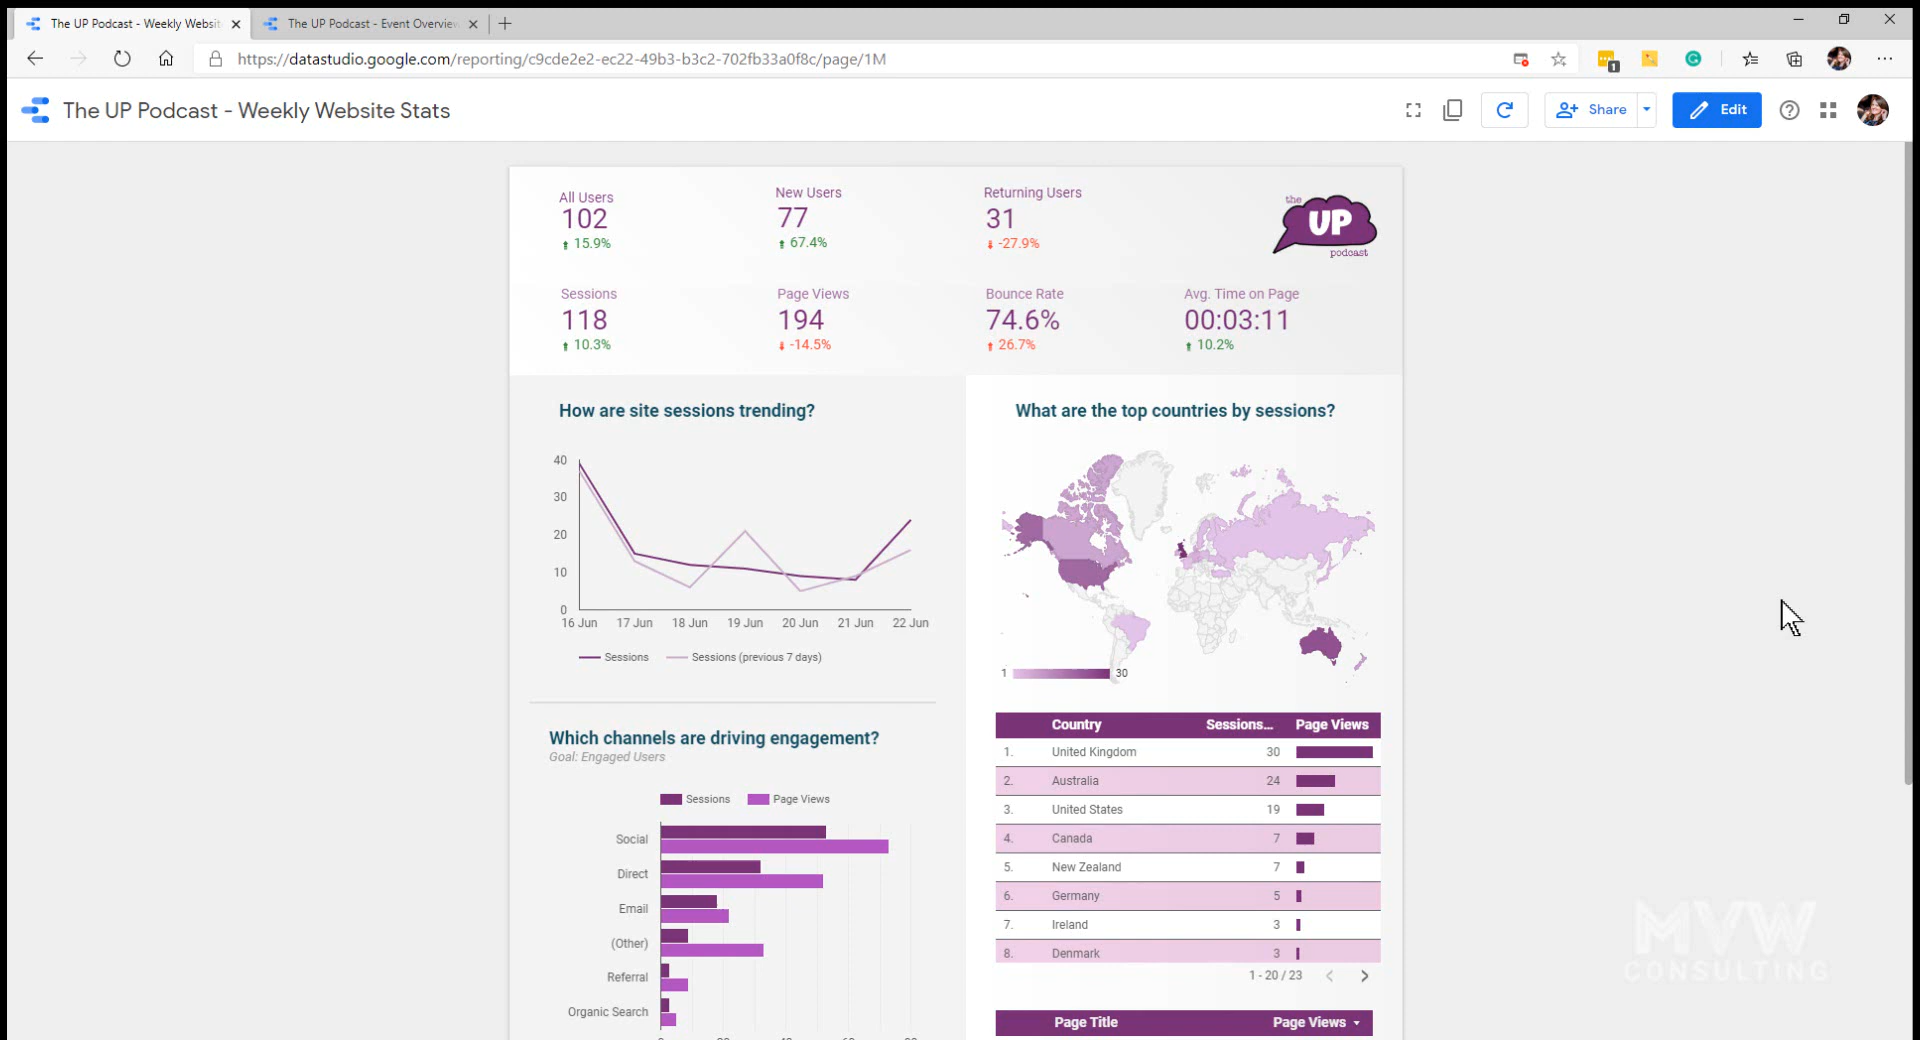 The UP Podcast - Weekly Websit
The UP Podcast - Event Overview
https://datastudio.google.com/reporting/c9cde2e2-ec22-49b3-b3c2-702fb33a0f8c/page/1M
1
The UP Podcast - Weekly Website Stats
Share
Edit
All Users
102
15.9%
New Users
77
67.4%
Returning Users
31
-27.9%
the
UP
podcast
Sessions
118
10.3%
Page Views
194
-14.5%
Bounce Rate
74.6%
26.7%
Avg. Time on Page
00:03:11
10.2%
How are site sessions trending?
40
30
20
10
0
16 Jun 17 Jun 18 Jun 19 Jun 20 Jun 21 Jun 22 Jun
Sessions Sessions (previous 7 days)
What are the top countries by sessions?
1 30
Country Sessions... Page Views
1. United Kingdom 30
2. Australia 24
3. United States 19
4. Canada 7
5. New Zealand 7
6. Germany 5
7. Ireland 3
8. Denmark 3
1 - 20 / 23
Page Title Page Views
Which channels are driving engagement?
Goal: Engaged Users
Sessions Page Views
Social
Direct
Email
(Other)
Referral
Organic Search
MVW
CONSULTING